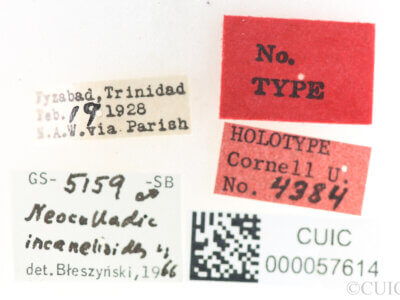 Fyzabad, Trinidad
Feb. 19 1928
N.A.W. via Parish
No.
TYPE
HOLOTYPE
Cornell U.
No. 4384
GS- 5159 -SB
♂
incanelloides
det. Błeszyński, 1966
CUIC
000057614
©CUIC